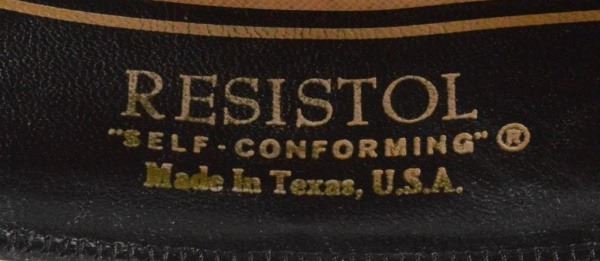 RESISTOL
"SELF-CONFORMING"®
Made In Texas, U.S.A.